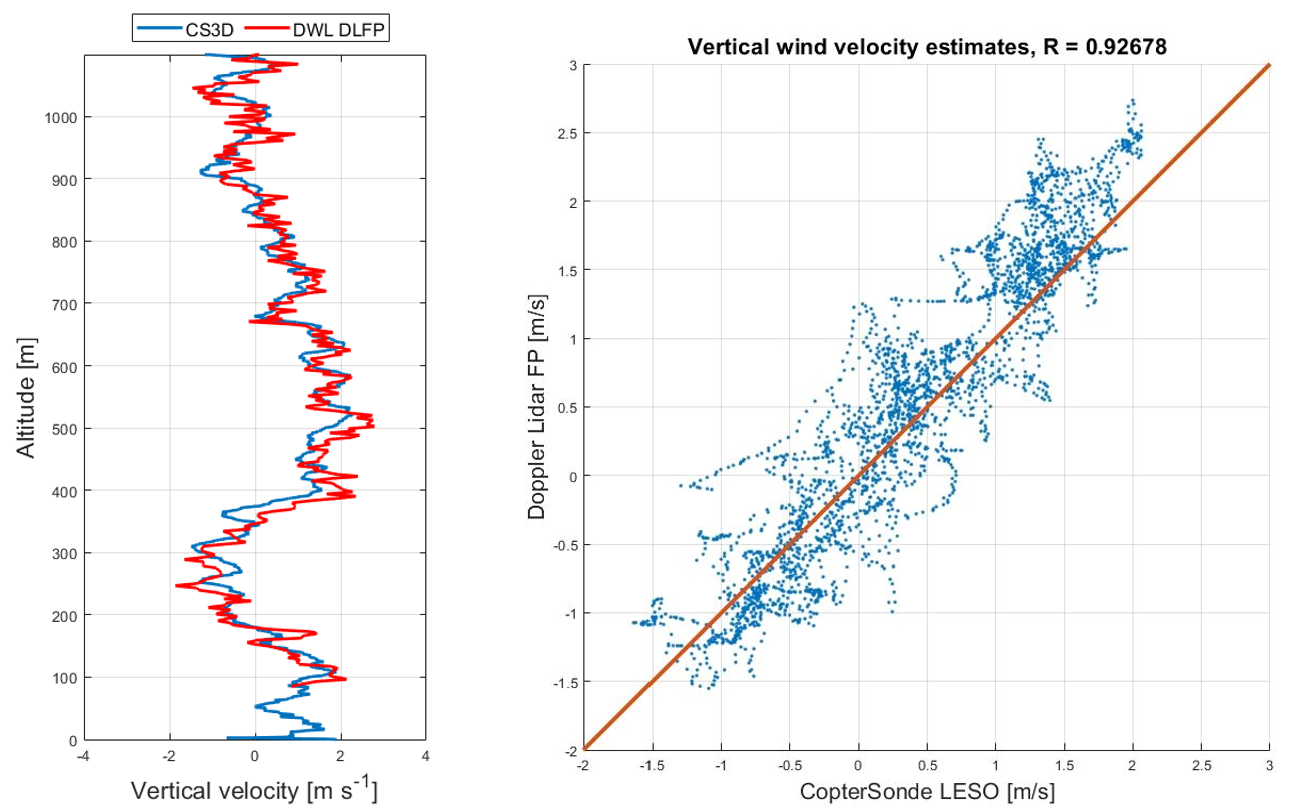 CS3D DWL DLFP
1000
900
800
700
600
500
400
300
200
100
0
-4 -2 0 2 4
Altitude [m]
Vertical velocity [m s-1]
Vertical wind velocity estimates, R = 0.92678
3
2.5
2
1.5
1
0.5
0
-0.5
-1
-1.5
-2
-2 -1.5 -1 -0.5 0 0.5 1 1.5 2 2.5 3
Doppler Lidar FP [m/s]
CopterSonde LESO [m/s]